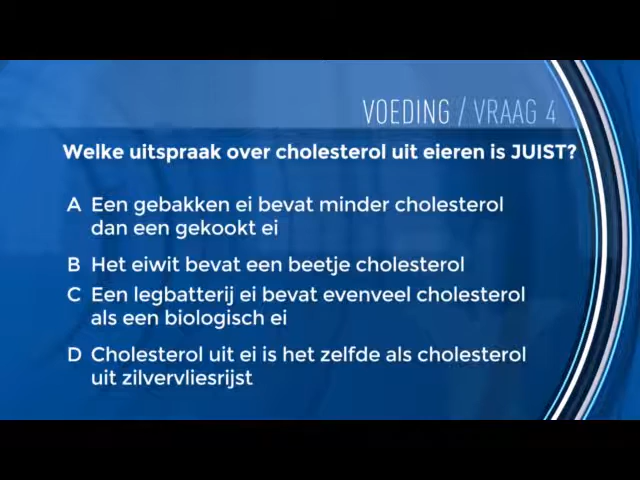 VOEDING / VRAAG 4
Welke uitspraak over cholesterol uit eieren is JUIST?
A Een gebakken ei bevat minder cholesterol
dan een gekookt ei
B Het eiwit bevat een beetje cholesterol
C Een legbatterij ei bevat evenveel cholesterol
als een biologisch ei
D Cholesterol uit ei is het zelfde als cholesterol
uit zilvervliesrijst